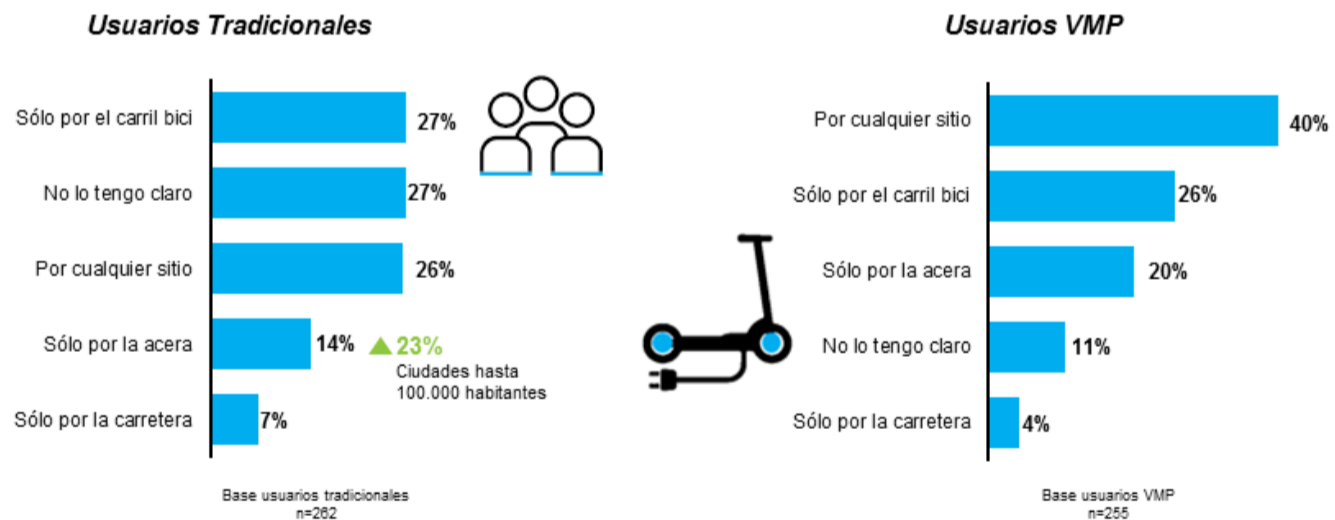 Usuarios Tradicionales
Sólo por el carril bici
27%
No lo tengo claro
27%
Por cualquier sitio
26%
Sólo por la acera
14%
23%
Ciudades hasta
100.000 habitantes
Sólo por la carretera
7%
Base usuarios tradicionales
n=262
Usuarios VMP
Por cualquier sitio
40%
Sólo por el carril bici
26%
Sólo por la acera
20%
No lo tengo claro
11%
Sólo por la carretera
4%
Base usuarios VMP
n=255